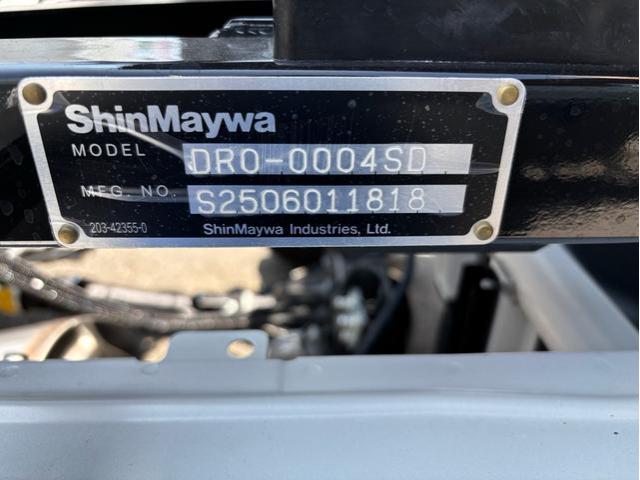 ShinMaywa
MODEL DR0-0004SD
MFG. NO. S2506011818
203-42355-0 ShinMaywa Industries, Ltd.